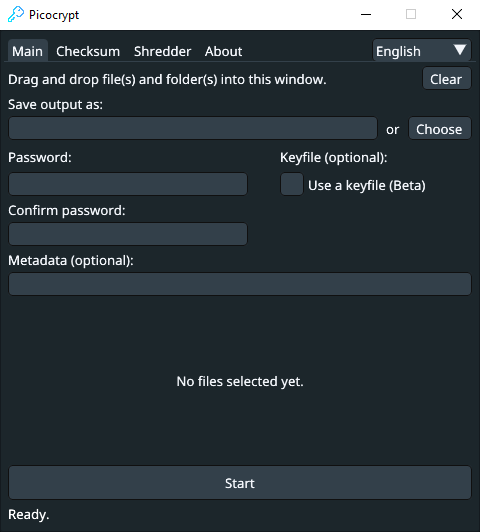 Picocrypt
Main Checksum Shredder About English
Drag and drop file(s) and folder(s) into this window. Clear
Save output as:
or Choose
Password: Keyfile (optional):
Use a keyfile (Beta)
Confirm password:
Metadata (optional):
No files selected yet.
Start
Ready.